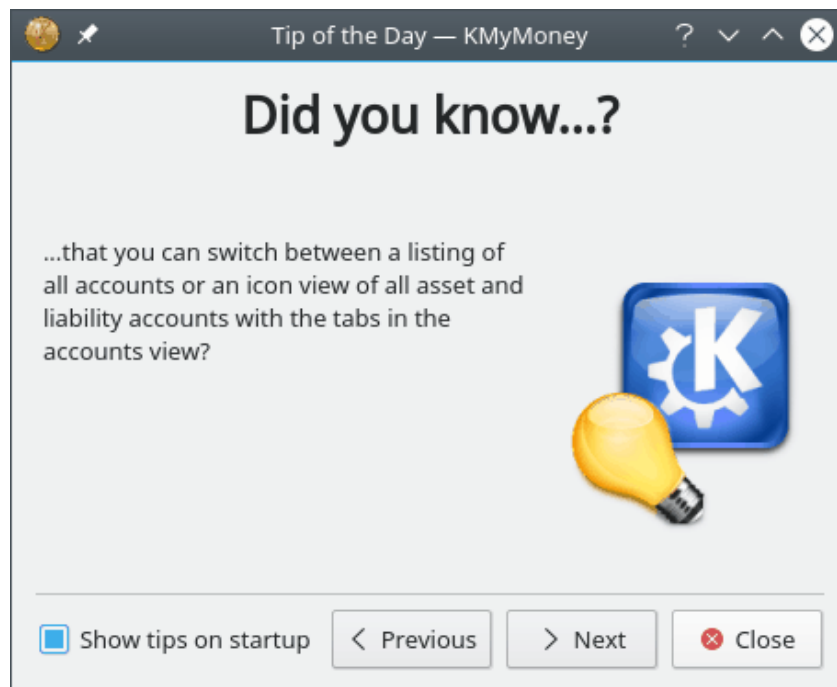 Tip of the Day — KMyMoney
Did you know...?
...that you can switch between a listing of
all accounts or an icon view of all asset and
liability accounts with the tabs in the
accounts view?
K
Show tips on startup
Previous
Next
Close